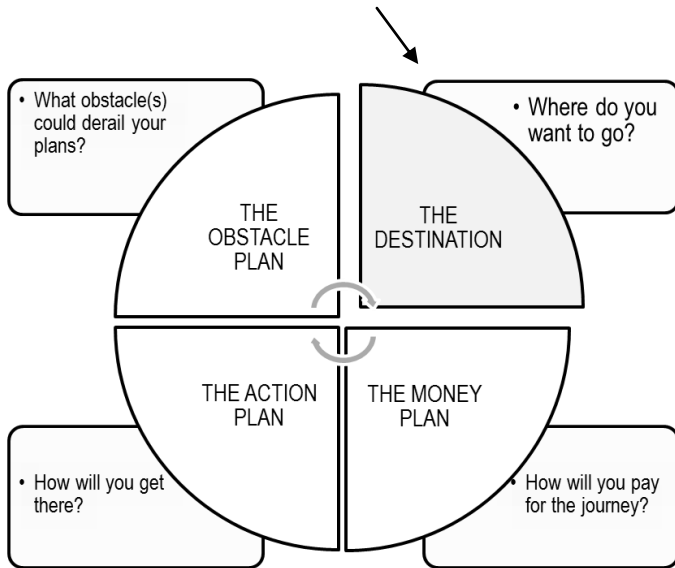 • What obstacle(s)
could derail your
plans?
• Where do you
want to go?
THE
OBSTACLE
PLAN
THE
DESTINATION
THE ACTION
PLAN
THE MONEY
PLAN
• How will you get
there?
• How will you pay
for the journey?